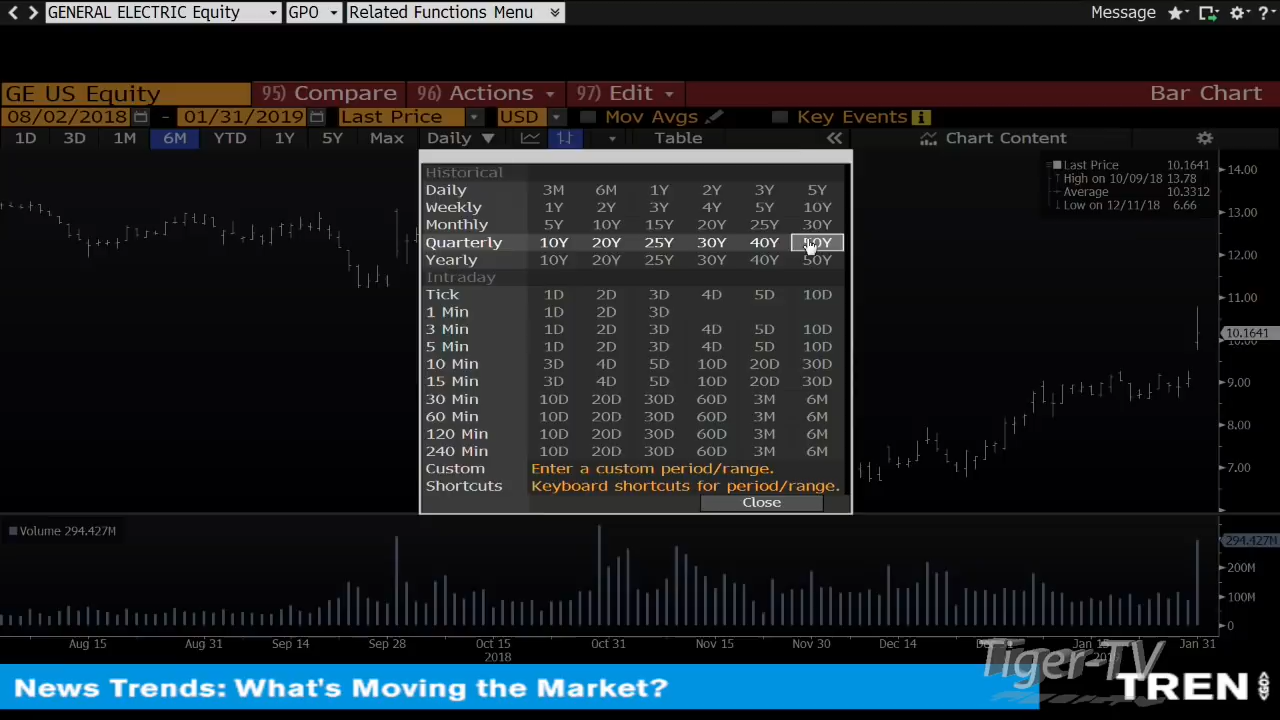 GENERAL ELECTRIC Equity GPO Related Functions Menu Message ?
GE US Equity 95) Compare 96) Actions 97) Edit Bar Chart
08/02/2018 - 01/31/2019 Last Price USD Mov Avgs Key Events i
1D 3D 1M 6M YTD 1Y 5Y Max Daily Table Chart Content
Historical
Daily 3M 6M 1Y 2Y 3Y 5Y
Weekly 1Y 2Y 3Y 4Y 5Y 10Y
Monthly 5Y 10Y 15Y 20Y 25Y 30Y
Quarterly 10Y 20Y 25Y 30Y 40Y
Yearly 10Y 20Y 25Y 30Y 40Y 50Y
Intraday
Tick 1D 2D 3D 4D 5D 10D
1 Min 1D 2D 3D
3 Min 1D 2D 3D 4D 5D 10D
5 Min 1D 2D 3D 4D 5D 10D
10 Min 3D 4D 5D 10D 20D 30D
15 Min 3D 4D 5D 10D 20D 30D
30 Min 10D 20D 30D 60D 3M 6M
60 Min 10D 20D 30D 60D 3M 6M
120 Min 10D 20D 30D 60D 3M 6M
240 Min 10D 20D 30D 60D 3M 6M
Custom Enter a custom period/range.
Shortcuts Keyboard shortcuts for period/range.
Close
Last Price 10.1641
High on 10/09/18 13.78
Average 10.3312
Low on 12/11/18 6.66
14.00
13.00
12.00
11.00
10.1641
10.00
9.00
8.00
7.00
Volume 294.427M
294.427M
200M
100M
0
Aug 15 Aug 31 Sep 14 Sep 28 Oct 15 Oct 31 Nov 15 Nov 30 Dec 14 Jan 15 Jan 31
2018
Tiger-TV
News Trends: What's Moving the Market?
TREN